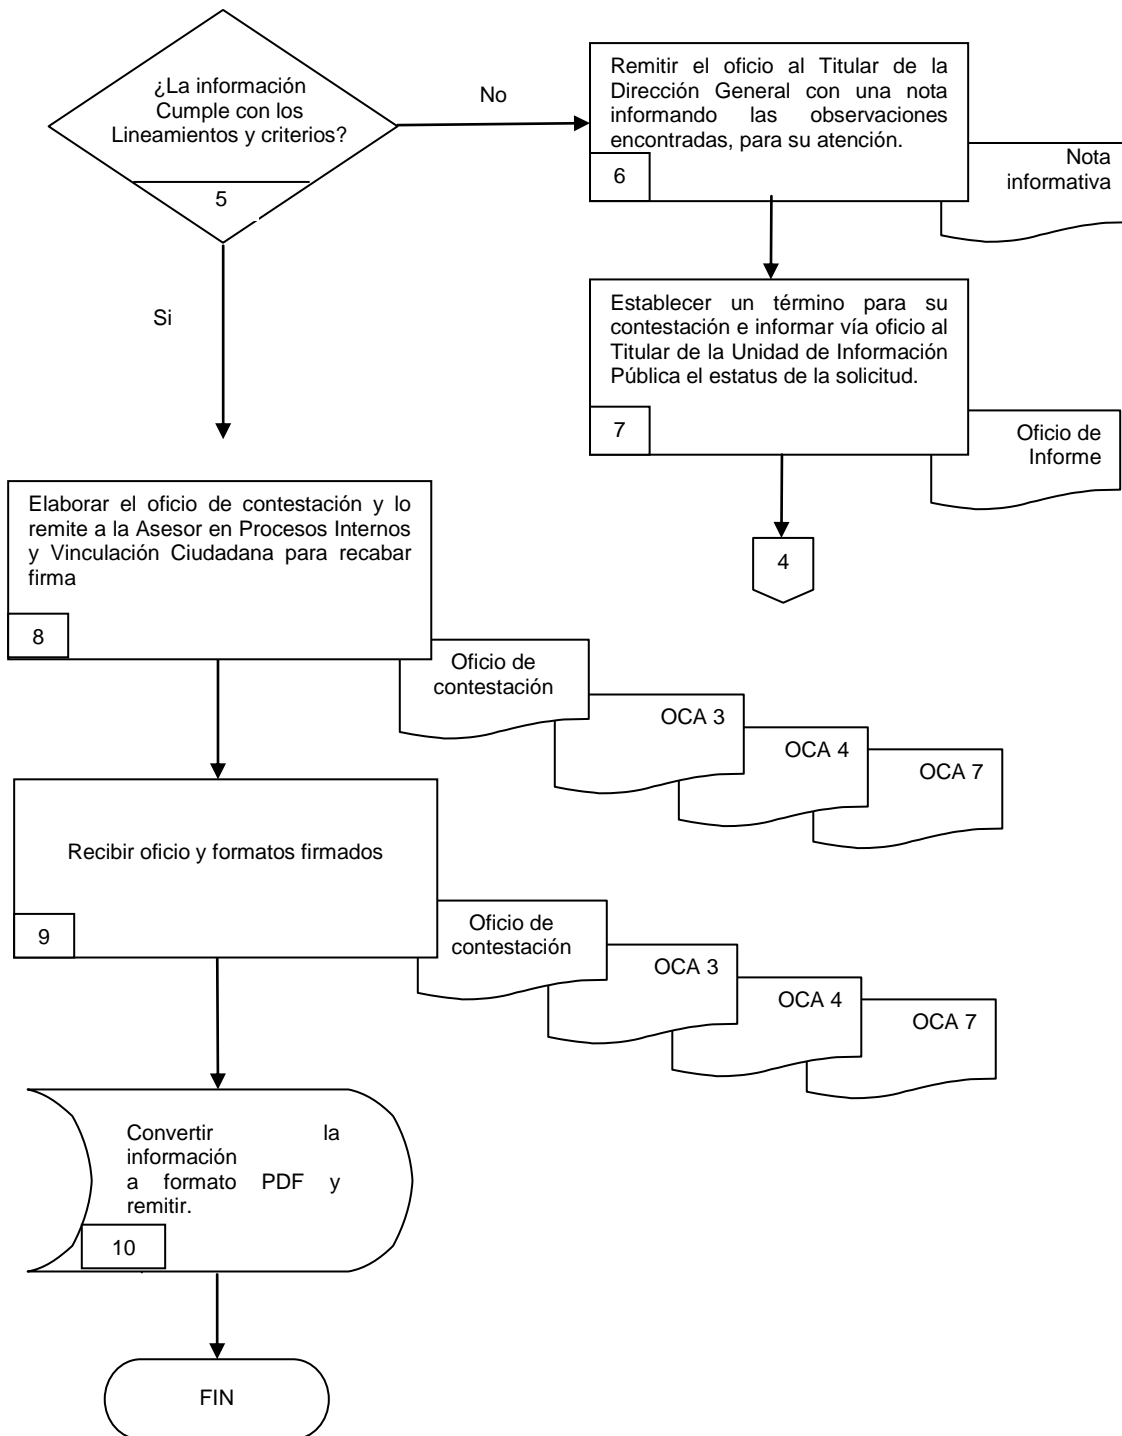 ¿La información
Cumple con los
Lineamientos y criterios?
5
No
Remitir el oficio al Titular de la
Dirección General con una nota
informando las observaciones
encontradas, para su atención.
6
Nota
informativa
Si
Establecer un término para su
contestación e informar vía oficio al
Titular de la Unidad de Información
Pública el estatus de la solicitud.
7
Oficio de
Informe
4
Elaborar el oficio de contestación y lo
remite a la Asesor en Procesos Internos
y Vinculación Ciudadana para recabar
firma
8
Oficio de
contestación
OCA 3
OCA 4
OCA 7
Recibir oficio y formatos firmados
9
Oficio de
contestación
OCA 3
OCA 4
OCA 7
Convertir la
información
a formato PDF y
remitir.
10
FIN